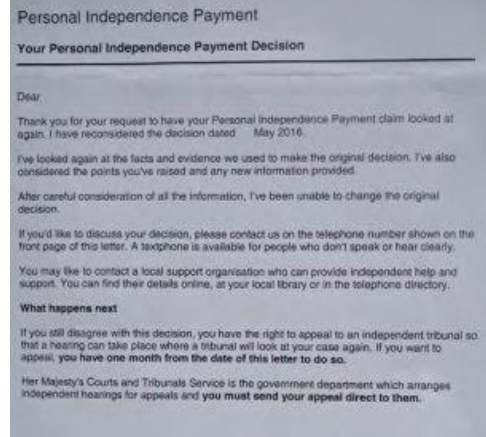 Personal Independence Payment
Your Personal Independence Payment Decision
Dear
Thank you for your request to have your Personal Independence Payment claim looked at
again. I have reconsidered the decision dated May 2016.
I've looked again at the facts and evidence we used to make the original decision. I've also
considered the points you've raised and any new information provided.
After careful consideration of all the information, I've been unable to change the original
decision.
If you'd like to discuss your decision, please contact us on the telephone number shown on the
front page of this letter. A textphone is available for people who don't speak or hear clearly.
You may like to contact a local support organisation who can provide independent help and
support. You can find their details online, at your local library or in the telephone directory.
What happens next
If you still disagree with this decision, you have the right to appeal to an independent tribunal so
that a hearing can take place where a tribunal will look at your case again. If you want to
appeal, you have one month from the date of this letter to do so.
Her Majesty's Courts and Tribunals Service is the government department which arranges
independent hearings for appeals and you must send your appeal direct to them.